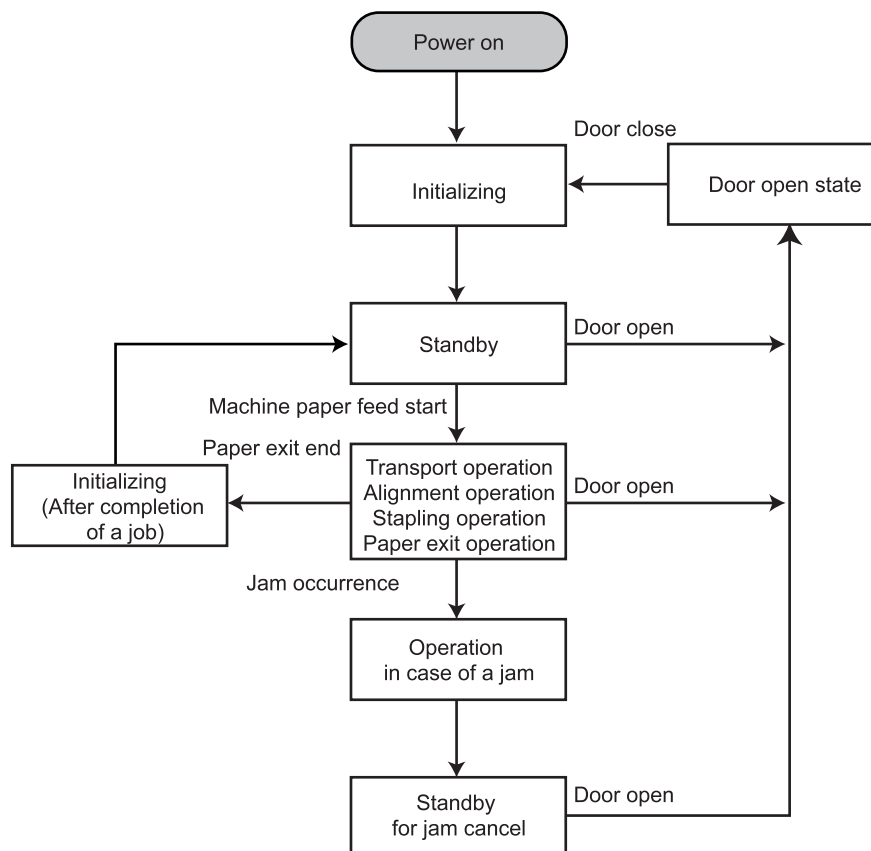 Power on
Door close
Initializing
Door open state
Standby
Door open
Machine paper feed start
Paper exit end
Initializing
(After completion
of a job)
Transport operation
Alignment operation
Stapling operation
Paper exit operation
Door open
Jam occurrence
Operation
in case of a jam
Standby
for jam cancel
Door open